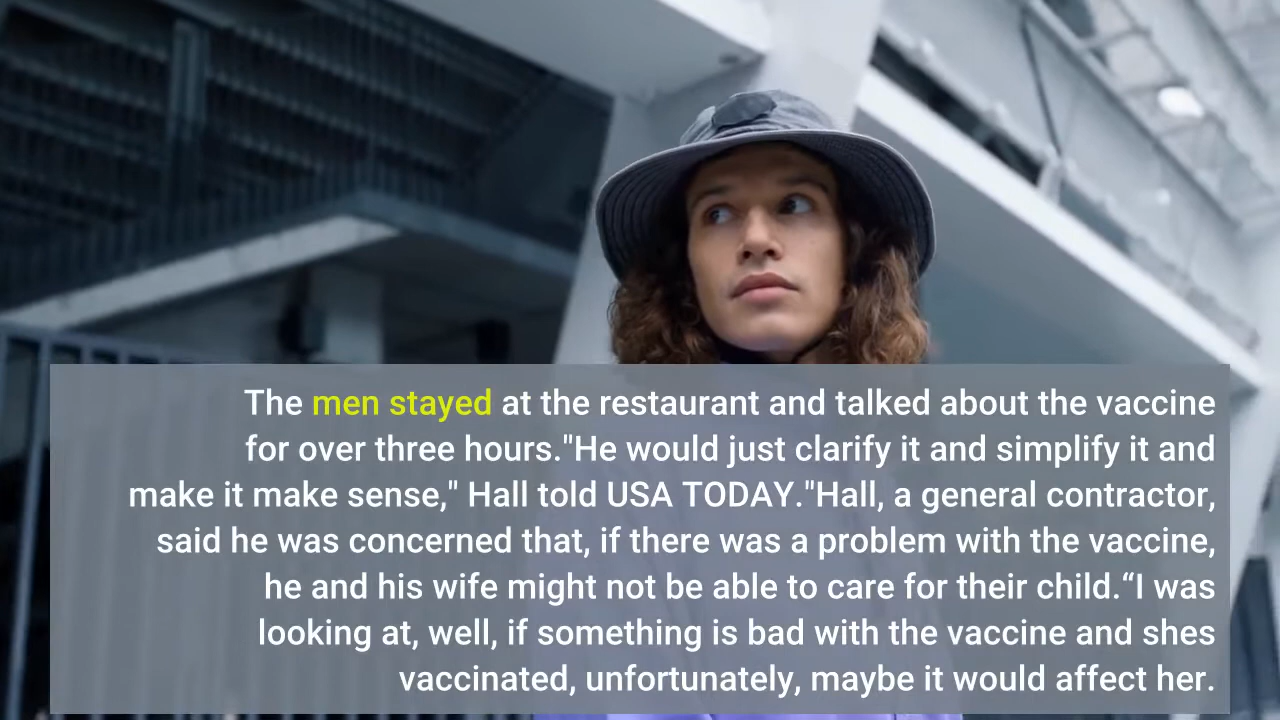 The men stayed at the restaurant and talked about the vaccine
for over three hours."He would just clarify it and simplify it and
make it make sense," Hall told USA TODAY."Hall, a general contractor,
said he was concerned that, if there was a problem with the vaccine,
he and his wife might not be able to care for their child.“I was
looking at, well, if something is bad with the vaccine and shes
vaccinated, unfortunately, maybe it would affect her.